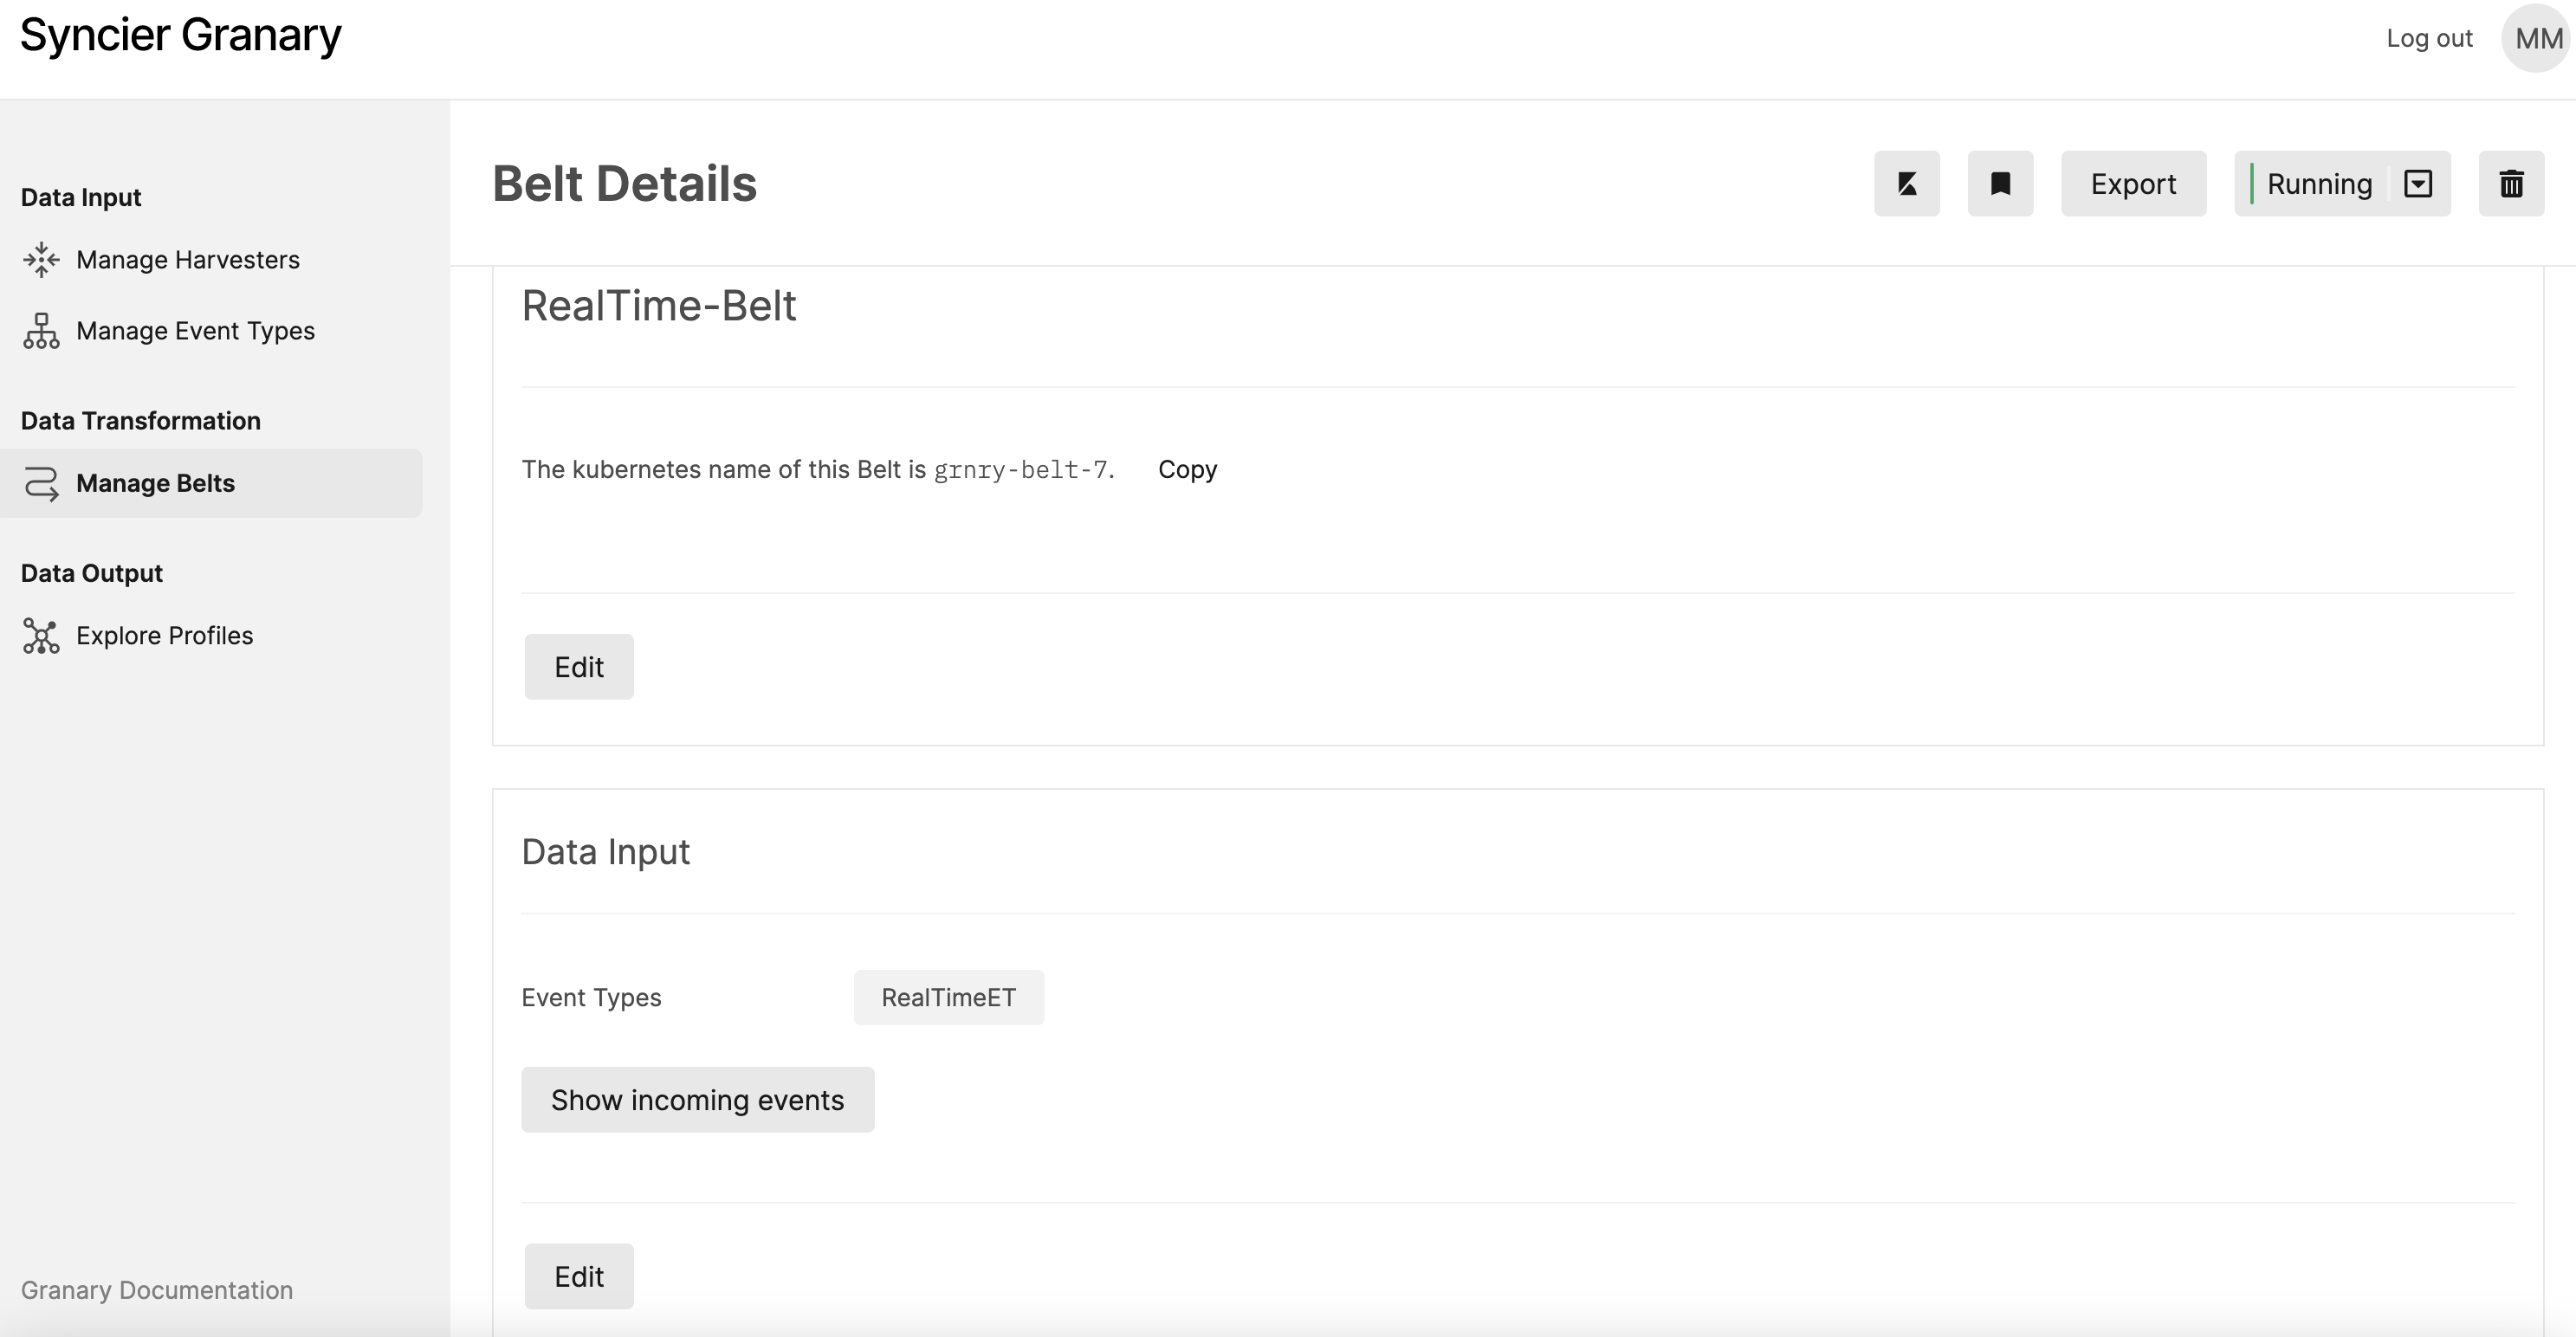 Syncier Granary
Log out
MM
Data Input
Manage Harvesters
Manage Event Types
Data Transformation
Manage Belts
Data Output
Explore Profiles
Granary Documentation
Belt Details
Export
Running
RealTime-Belt
The kubernetes name of this Belt is grnry-belt-7. Copy
Edit
Data Input
Event Types RealTimeET
Show incoming events
Edit